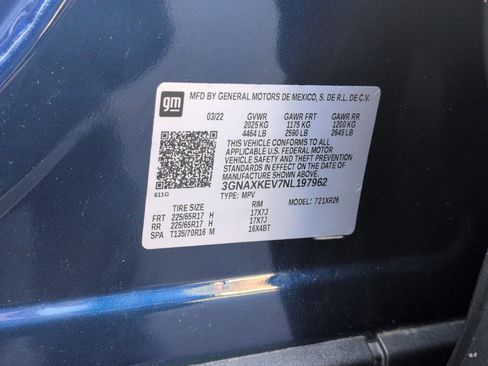 gm
MFD BY GENERAL MOTORS DE MEXICO, S. DE R.L. DE C.V.
03/22 GVWR GAWR FRT GAWR RR
2025 KG 1175 KG 1200 KG
4464 LB 2590 LB 2645 LB
THIS VEHICLE CONFORMS TO ALL
APPLICABLE U.S. FEDERAL MOTOR
VEHICLE SAFETY AND THEFT PREVENTION
STANDARDS IN EFFECT ON THE DATE OF
MANUFACTURE SHOWN ABOVE.
3GNAXKEV7NL197962
611G
TYPE: MPV MODEL: 721XR26
TIRE SIZE RIM
FRT 225/65R17 H 17X7J
RR 225/65R17 H 17X7J
SPA T135/70R16 M 16X4BT